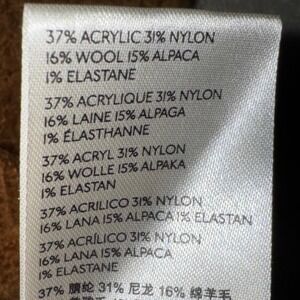 37% ACRYLIC 31% NYLON
16% WOOL 15% ALPACA
1% ELASTANE
37% ACRYLIQUE 31% NYLON
16% LAINE 15% ALPAGA
1% ÉLASTHANNE
37% ACRYL 31% NYLON
16% WOLLE 15% ALPAKA
1% ELASTAN
37% ACRILICO 31% NYLON
16% LANA 15% ALPACA 1% ELASTAN
37% ACRÍLICO 31% NYLON
16% LANA 15% ALPACA
1% ELASTANE
37% 腈纶 31% 尼龙 16% 绵羊毛